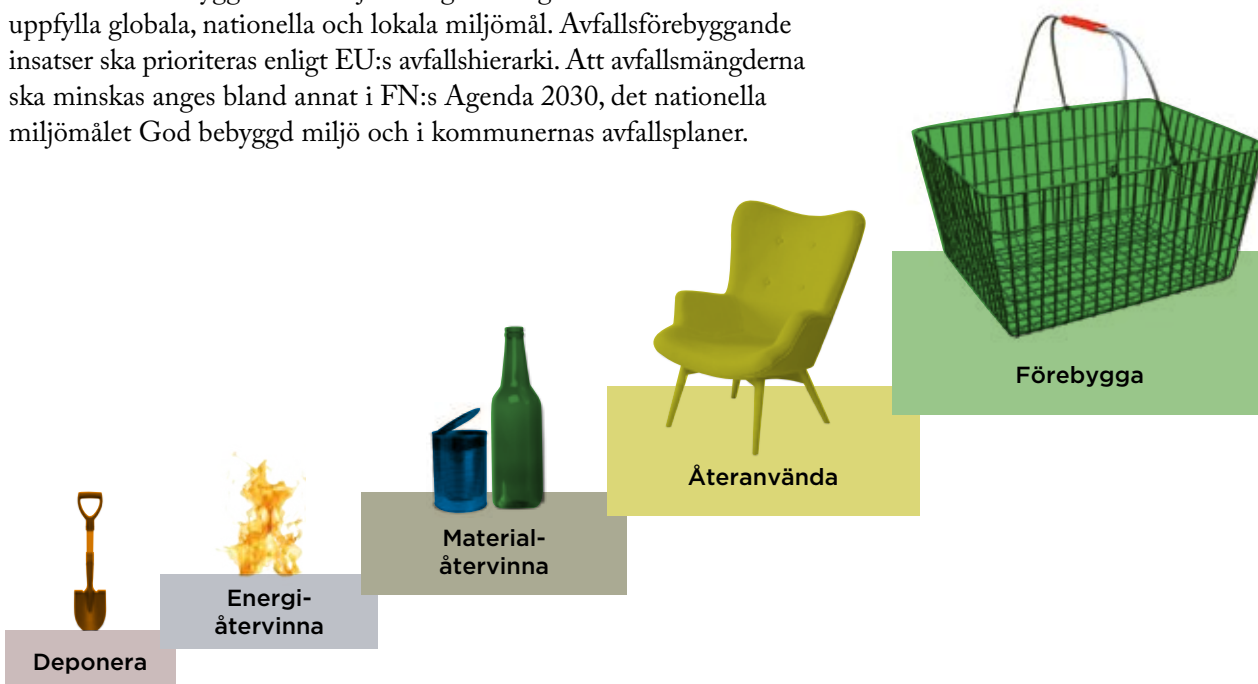 uppfylla globala, nationella och lokala miljömål. Avfallsförebyggande
insatser ska prioriteras enligt EU:s avfallshierarki. Att avfallsmängderna
ska minskas anges bland annat i FN:s Agenda 2030, det nationella
miljömålet God bebyggd miljö och i kommunernas avfallsplaner.
Förebygga
Återanvända
Material-
återvinna
Energi-
återvinna
Deponera